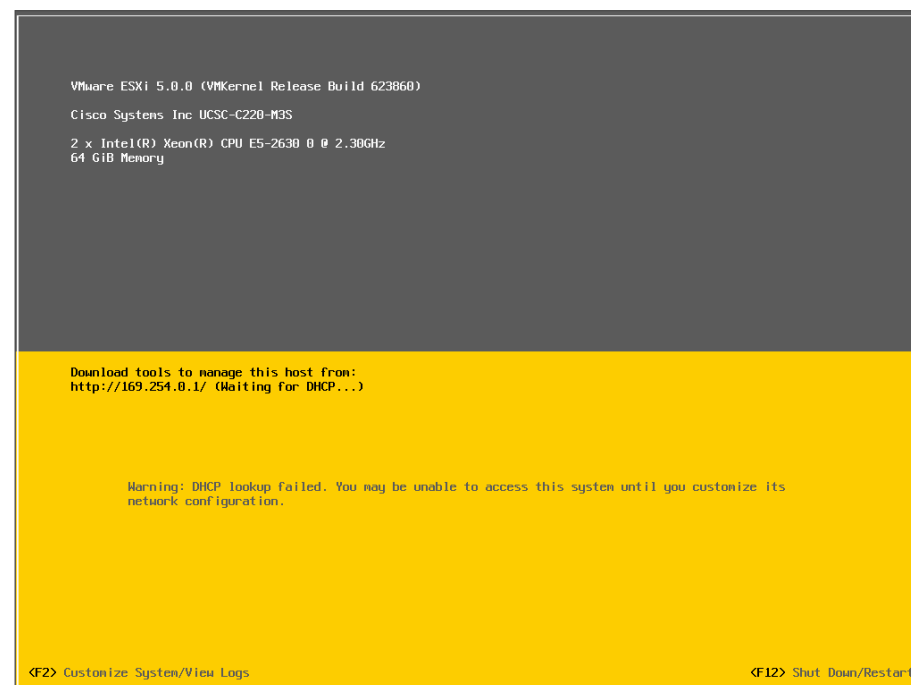 VMware ESXi 5.0.0 (VMKernel Release Build 623860)
Cisco Systems Inc UCSC-C220-M3S
2 x Intel(R) Xeon(R) CPU E5-2630 0 @ 2.30GHz
64 GiB Memory
Download tools to manage this host from:
http://169.254.0.1/ (Waiting for DHCP...)
Warning: DHCP lookup failed. You may be unable to access this system until you customize its
network configuration.
<F2> Customize System/View Logs
<F12> Shut Down/Restart